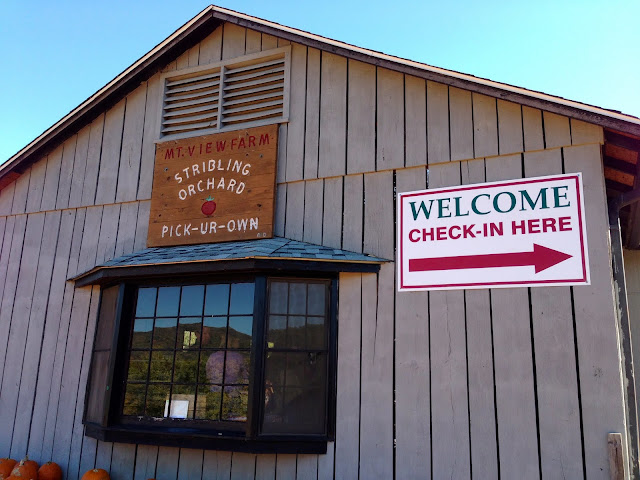 MT. VIEW FARM
STRIBLING
ORCHARD
PICK-UR-OWN
WELCOME
CHECK-IN HERE